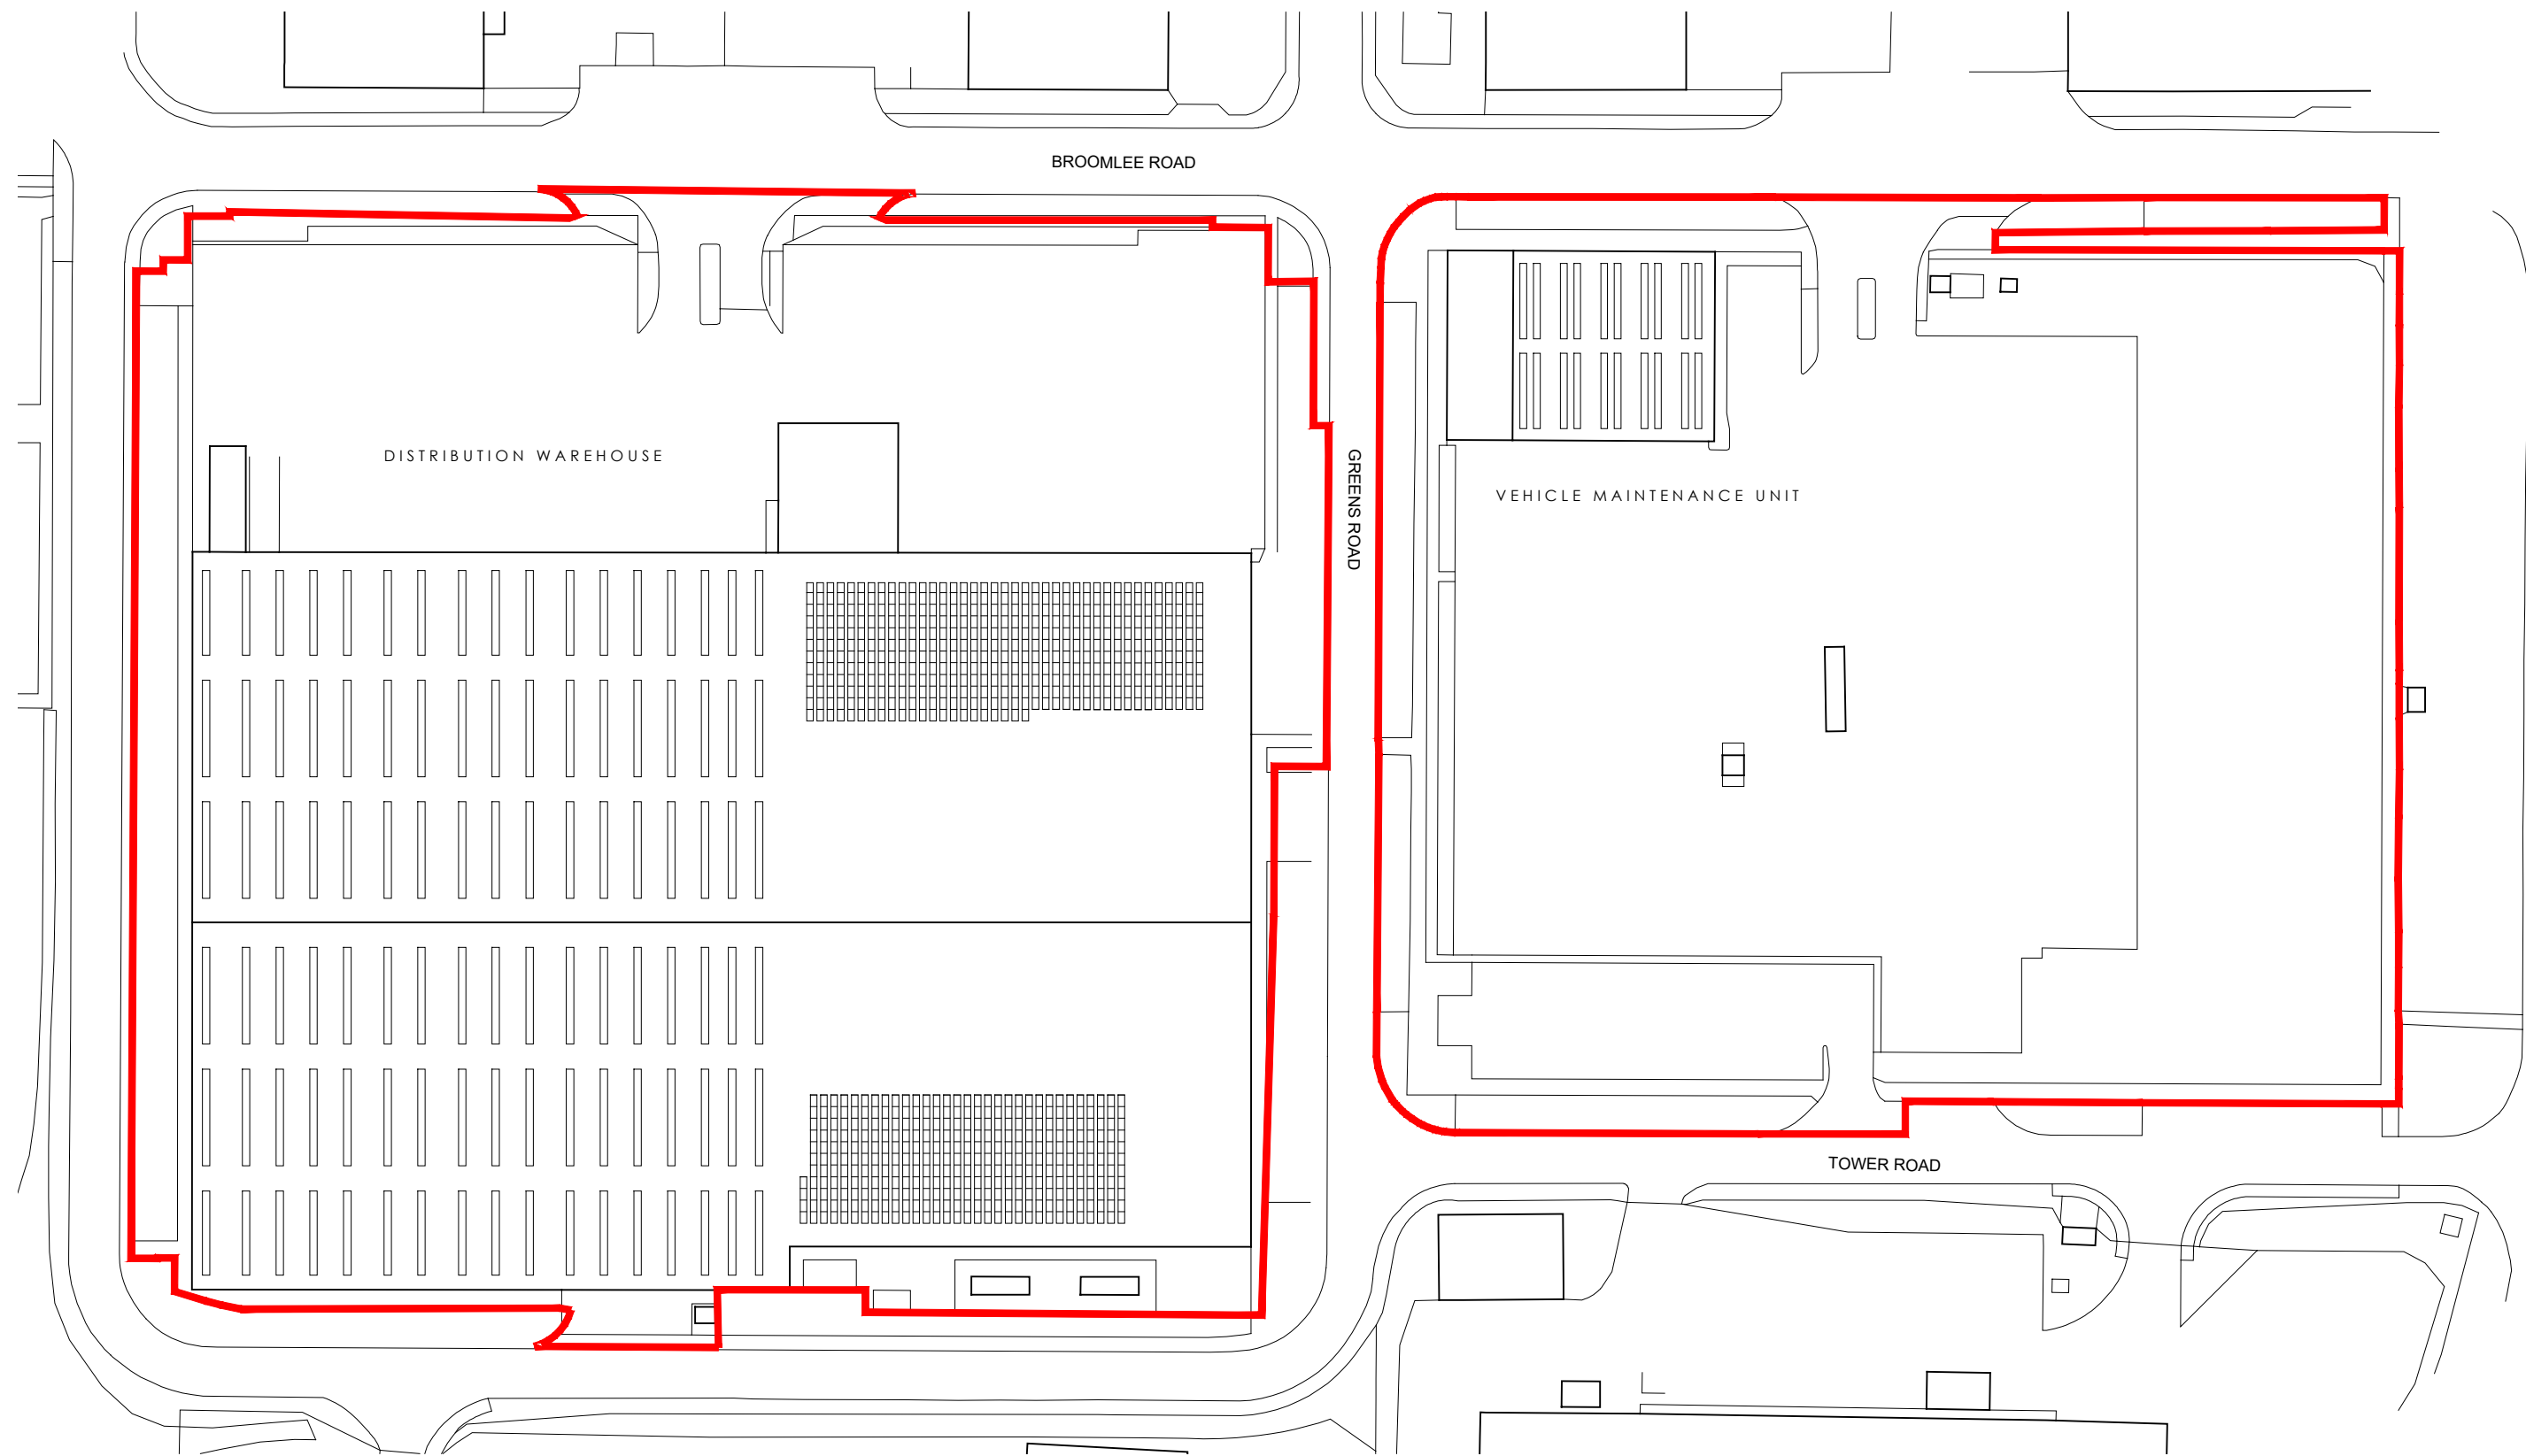 BROOMLEE ROAD
DISTRIBUTION WAREHOUSE
GREENS ROAD
VEHICLE MAINTENANCE UNIT
TOWER ROAD